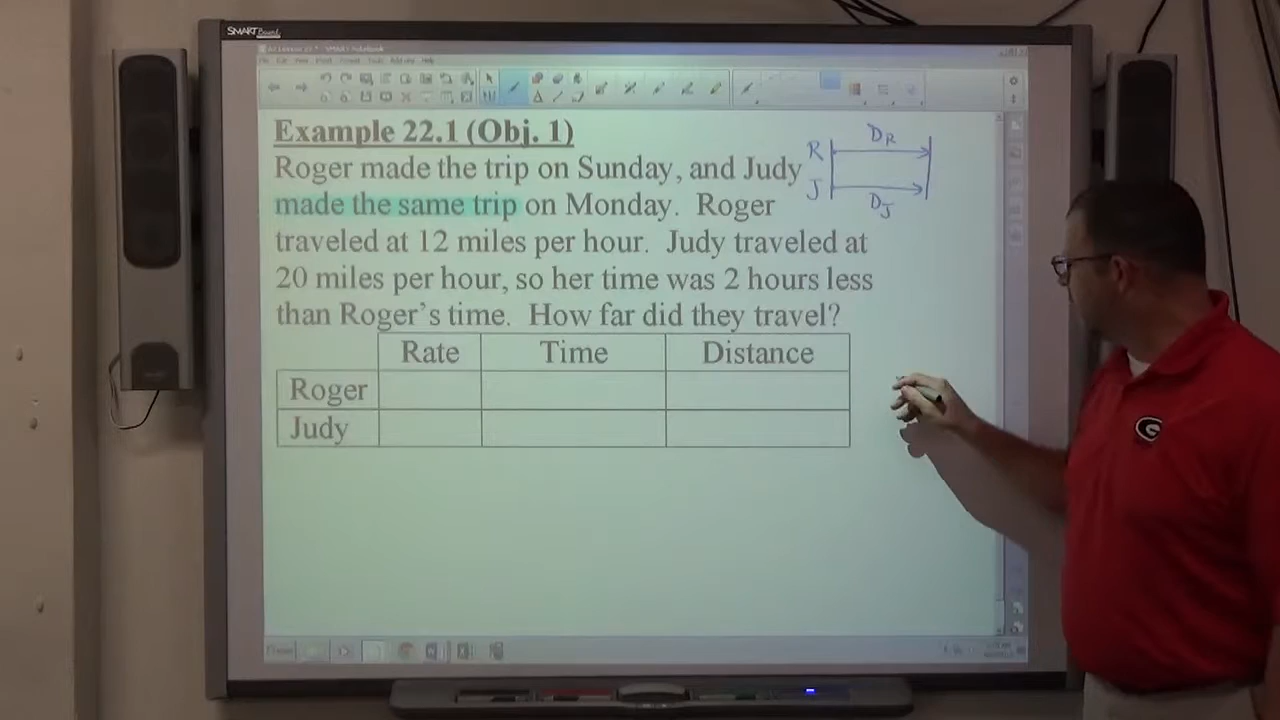 SMART Board
Example 22.1 (Obj. 1)
Roger made the trip on Sunday, and Judy
made the same trip on Monday. Roger
traveled at 12 miles per hour. Judy traveled at
20 miles per hour, so her time was 2 hours less
than Roger's time. How far did they travel?
R DR
J DJ
Rate Time Distance
Roger
Judy
G